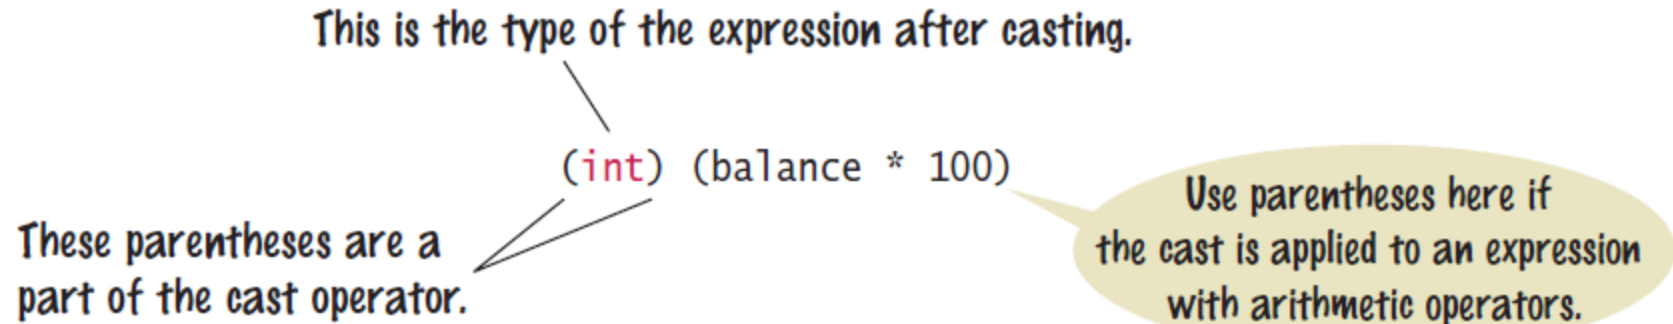 This is the type of the expression after casting.
(int) (balance * 100)
These parentheses are a
part of the cast operator.
Use parentheses here if
the cast is applied to an expression
with arithmetic operators.